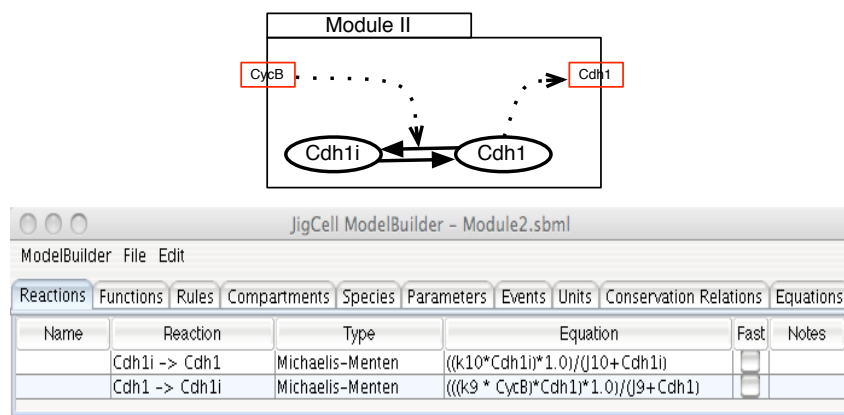 Module II
CycB
Cdh1
Cdh1i
Cdh1
JigCell ModelBuilder – Module2.sbml
ModelBuilder File Edit
Reactions Functions Rules Compartments Species Parameters Events Units Conservation Relations Equations
Name Reaction Type Equation Fast Notes
Cdh1i -> Cdh1 Michaelis-Menten ((k10*Cdh1i)*1.0)/(J10+Cdh1i)
Cdh1 -> Cdh1i Michaelis-Menten (((k9 * CycB)*Cdh1)*1.0)/(J9+Cdh1)